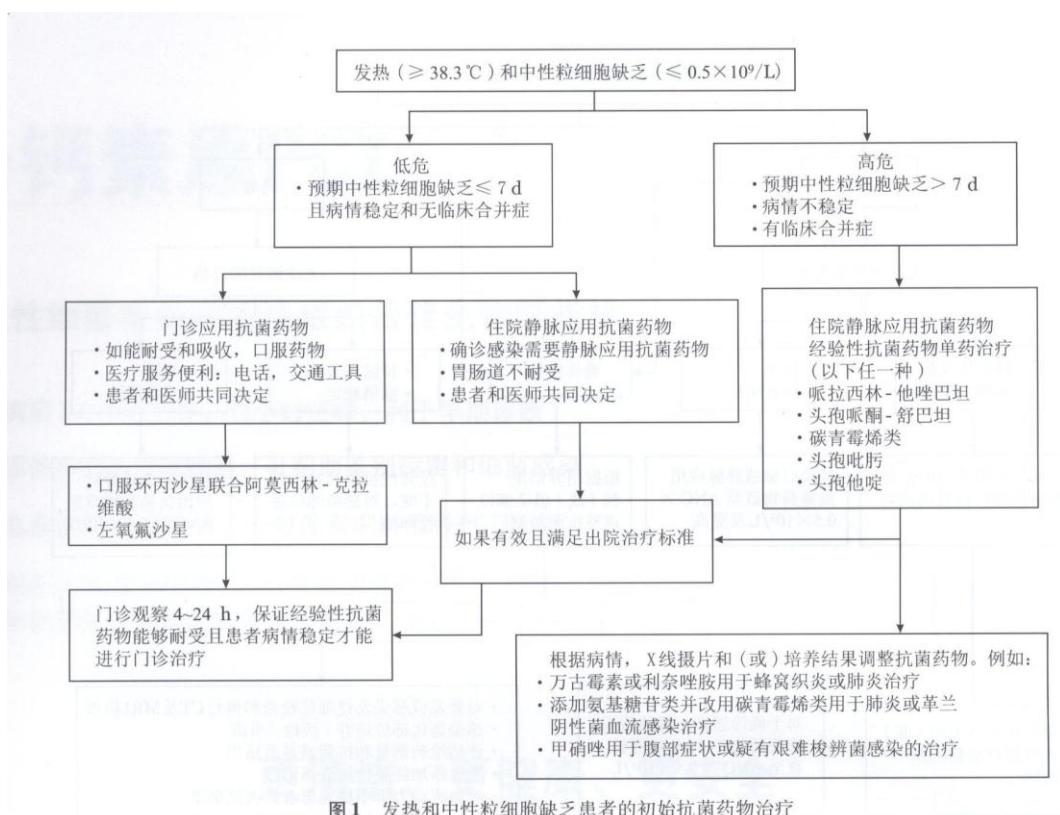 发热（≥ 38.3 ℃）和中性粒细胞缺乏（≤ 0.5×10⁹/L）
低危
・预期中性粒细胞缺乏≤ 7 d
且病情稳定和无临床合并症
高危
・预期中性粒细胞缺乏＞ 7 d
・病情不稳定
・有临床合并症
门诊应用抗菌药物
・如能耐受和吸收，口服药物
・医疗服务便利：电话，交通工具
・患者和医师共同决定
住院静脉应用抗菌药物
・确诊感染需要静脉应用抗菌药物
・胃肠道不耐受
・患者和医师共同决定
住院静脉应用抗菌药物
经验性抗菌药物单药治疗
（以下任一种）
・哌拉西林-他唑巴坦
・头孢哌酮-舒巴坦
・碳青霉烯类
・头孢吡肟
・头孢他啶
・口服环丙沙星联合阿莫西林-克拉
维酸
・左氧氟沙星
如果有效且满足出院治疗标准
门诊观察 4~24 h，保证经验性抗菌
药物能够耐受且患者病情稳定才能
进行门诊治疗
根据病情， X线摄片和（或）培养结果调整抗菌药物。例如：
・万古霉素或利奈唑胺用于蜂窝织炎或肺炎治疗
・添加氨基糖苷类并改用碳青霉烯类用于肺炎或革兰
阴性菌血流感染治疗
・甲硝唑用于腹部症状或疑有艰难梭辨菌感染的治疗
图1 发热和中性粒细胞缺乏患者的初始抗菌药物治疗